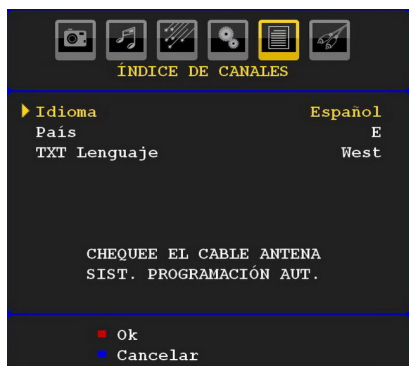 ÍNDICE DE CANALES
Idioma Español
País E
TXT Lenguaje West
CHEQUEE EL CABLE ANTENA
SIST. PROGRAMACIÓN AUT.
Ok
Cancelar